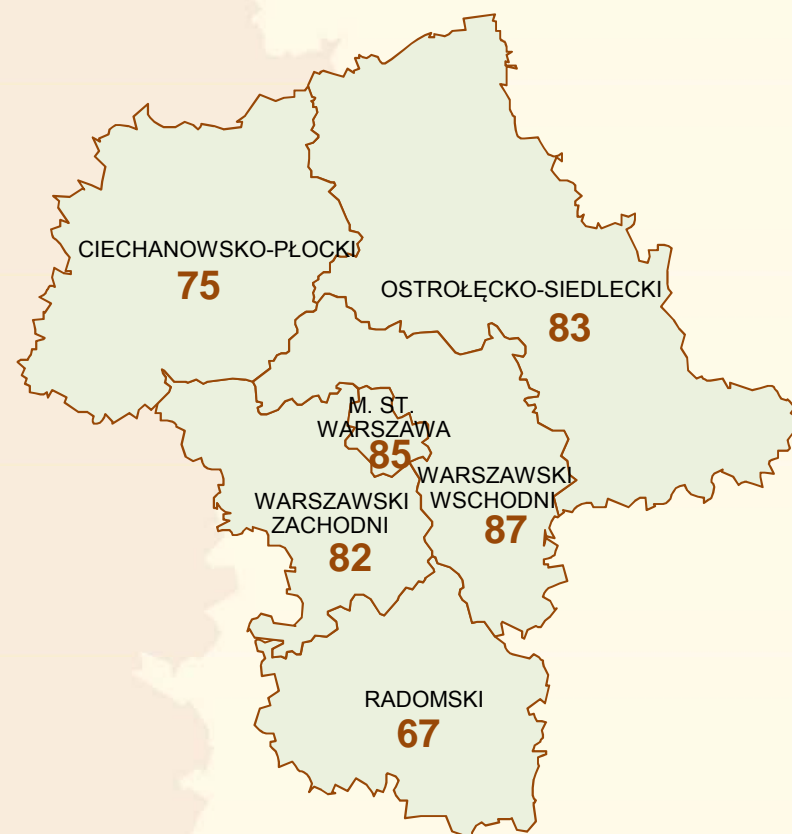 CIECHANOWSKO-PŁOCKI
75
OSTROŁĘCKO-SIEDLECKI
83
M. ST.
WARSZAWA
85
WARSZAWSKI
WSCHODNI
87
WARSZAWSKI
ZACHODNI
82
RADOMSKI
67